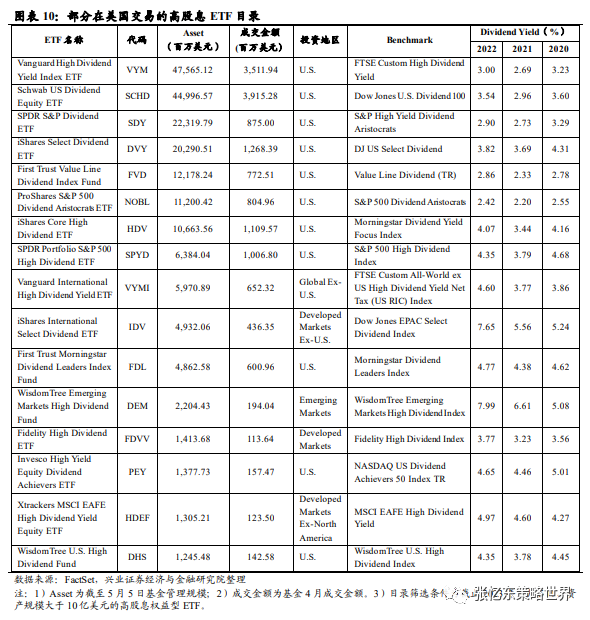 图表 10：部分在美国交易的高股息 ETF 目录
ETF 名称 代码 Asset (百万美元) 成交金额 (百万美元) 投资地区 Benchmark Dividend Yield（%）
2022 2021 2020
Vanguard High Dividend Yield Index ETF VYM 47,565.12 3,511.94 U.S. FTSE Custom High Dividend Yield 3.00 2.69 3.23
Schwab US Dividend Equity ETF SCHD 44,996.57 3,915.28 U.S. Dow Jones U.S. Dividend 100 3.54 2.96 3.60
SPDR S&P Dividend ETF SDY 22,319.79 875.00 U.S. S&P High Yield Dividend Aristocrats 2.90 2.73 3.29
iShares Select Dividend ETF DVY 20,290.51 1,268.39 U.S. DJ US Select Dividend 3.82 3.69 4.31
First Trust Value Line Dividend Index Fund FVD 12,178.24 772.51 U.S. Value Line Dividend (TR) 2.86 2.33 2.78
ProShares S&P 500 Dividend Aristocrats ETF NOBL 11,200.42 804.96 U.S. S&P 500 Dividend Aristocrats 2.42 2.20 2.55
iShares Core High Dividend ETF HDV 10,663.56 1,109.57 U.S. Morningstar Dividend Yield Focus Index 4.07 3.44 4.16
SPDR Portfolio S&P 500 High Dividend ETF SPYD 6,384.04 1,006.80 U.S. S&P 500 High Dividend Index 4.35 3.79 4.68
Vanguard International High Dividend Yield ETF VYMI 5,970.89 652.32 Global Ex-U.S. FTSE Custom All-World ex US High Dividend Yield Net Tax (US RIC) Index 4.60 3.77 3.86
iShares International Select Dividend ETF IDV 4,932.06 436.35 Developed Markets Ex-U.S. Dow Jones EPAC Select Dividend Index 7.65 5.56 5.24
First Trust Morningstar Dividend Leaders Index Fund FDL 4,862.58 600.96 U.S. Morningstar Dividend Leaders Index 4.77 4.38 4.62
WisdomTree Emerging Markets High Dividend Fund DEM 2,204.43 194.04 Emerging Markets WisdomTree Emerging Markets High Dividend Index 7.99 6.61 5.08
Fidelity High Dividend ETF FDVV 1,413.68 113.64 Developed Markets Fidelity High Dividend Index 3.77 3.23 3.56
Invesco High Yield Equity Dividend Achievers ETF PEY 1,377.73 157.47 U.S. NASDAQ US Dividend Achievers 50 Index TR 4.65 4.46 5.01
Xtrackers MSCI EAFE High Dividend Yield Equity ETF HDEF 1,305.21 123.50 Developed Markets Ex-North America MSCI EAFE High Dividend Yield 4.97 4.60 4.27
WisdomTree U.S. High Dividend Fund DHS 1,245.48 142.58 U.S. WisdomTree U.S. High Dividend Index 4.35 3.78 4.45
数据来源：FactSet，兴业证券经济与金融研究院整理
注：1）Asset 为截至 5 月 5 日基金管理规模；2）成交金额为基金 4 月成交金额。3）目录筛选条
产规模大于 10 亿美元的高股息权益型 ETF。
张忆东策略世界